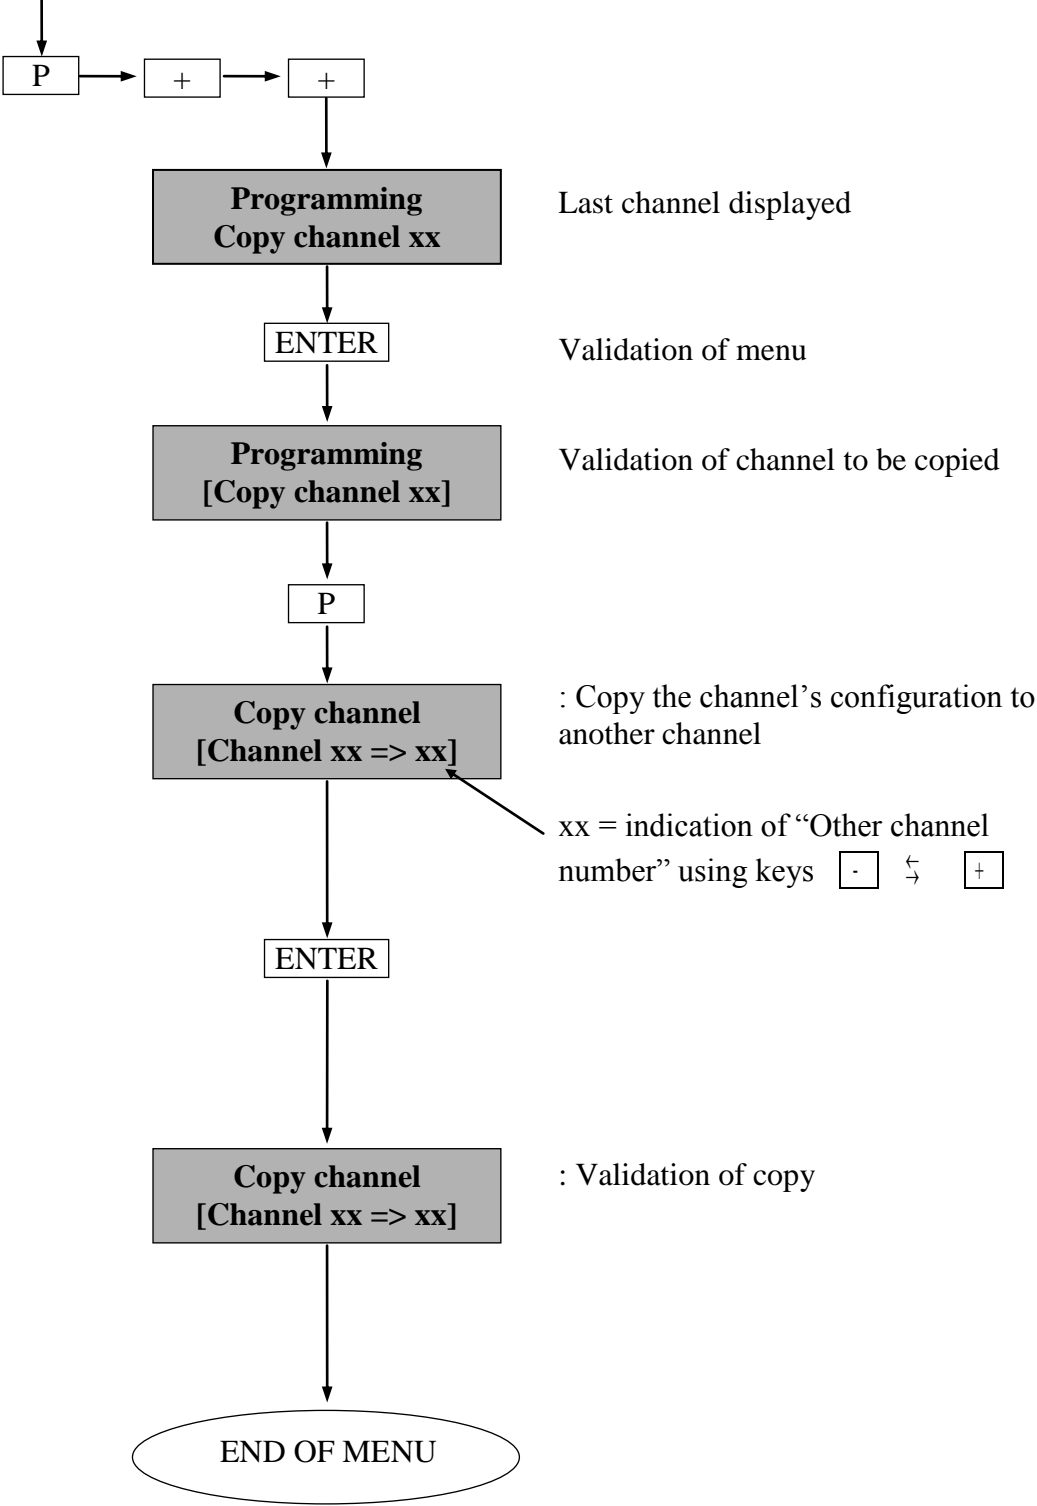 P + +
Programming
Copy channel xx
Last channel displayed
ENTER
Validation of menu
Programming
[Copy channel xx]
Validation of channel to be copied
P
Copy channel
[Channel xx => xx]
: Copy the channel’s configuration to
another channel
xx = indication of “Other channel
number” using keys - ← → +
ENTER
Copy channel
[Channel xx => xx]
: Validation of copy
END OF MENU